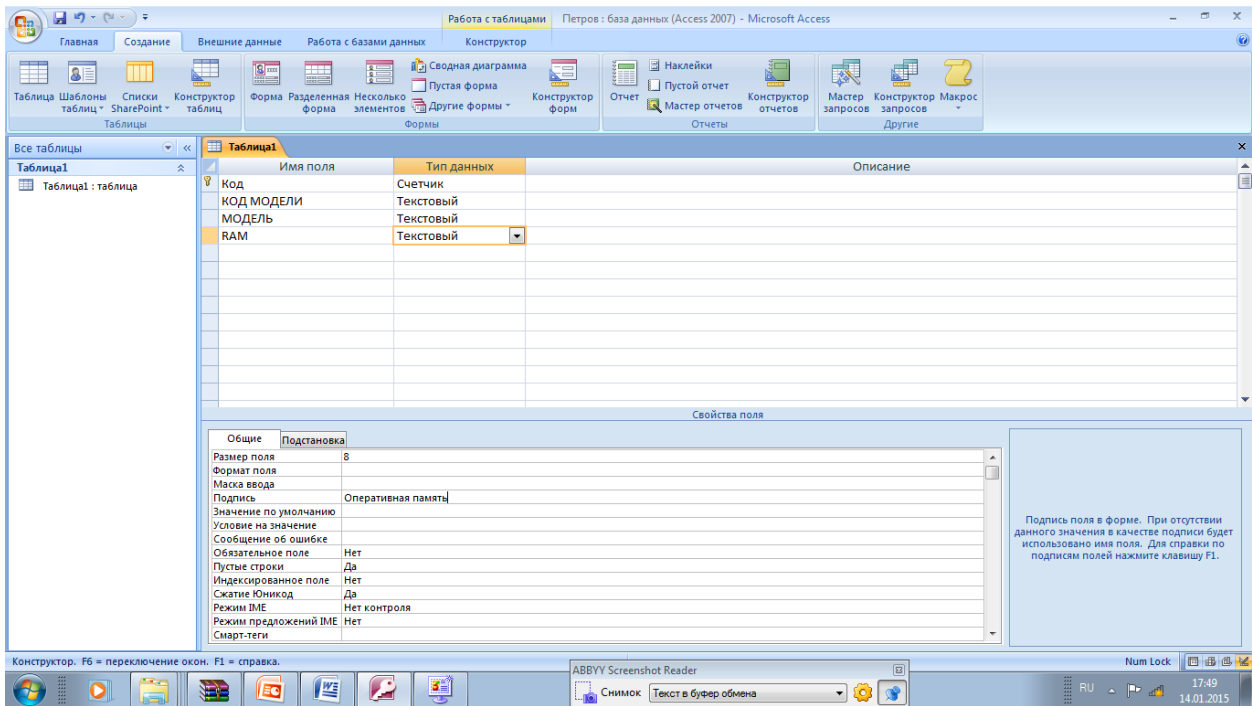 Работа с таблицами Петров : база данных (Access 2007) - Microsoft Access
Главная Создание Внешние данные Работа с базами данных Конструктор
Таблица Шаблоны таблиц Списки SharePoint Конструктор таблиц
Таблицы
Форма Разделенная форма Несколько элементов Сводная диаграмма Пустая форма Другие формы Конструктор форм
Формы
Отчет Наклейки Пустой отчет Мастер отчетов Конструктор отчетов
Отчеты
Мастер запросов Конструктор запросов Макрос
Другие
Все таблицы
Таблица1
Таблица1 : таблица
Таблица1
Имя поля Тип данных Описание
Код Счетчик
КОД МОДЕЛИ Текстовый
МОДЕЛЬ Текстовый
RAM Текстовый
Свойства поля
Общие Подстановка
Размер поля 8
Формат поля
Маска ввода
Подпись Оперативная память
Значение по умолчанию
Условие на значение
Сообщение об ошибке
Обязательное поле Нет
Пустые строки Да
Индексированное поле Нет
Сжатие Юникод Да
Режим IME Нет контроля
Режим предложений IME Нет
Смарт-теги
Подпись поля в форме. При отсутствии
данного значения в качестве подписи будет
использовано имя поля. Для справки по
подписям полей нажмите клавишу F1.
Конструктор. F6 = переключение окон. F1 = справка.
Num Lock
ABBYY Screenshot Reader
Снимок Текст в буфер обмена
RU
17:49
14.01.2015